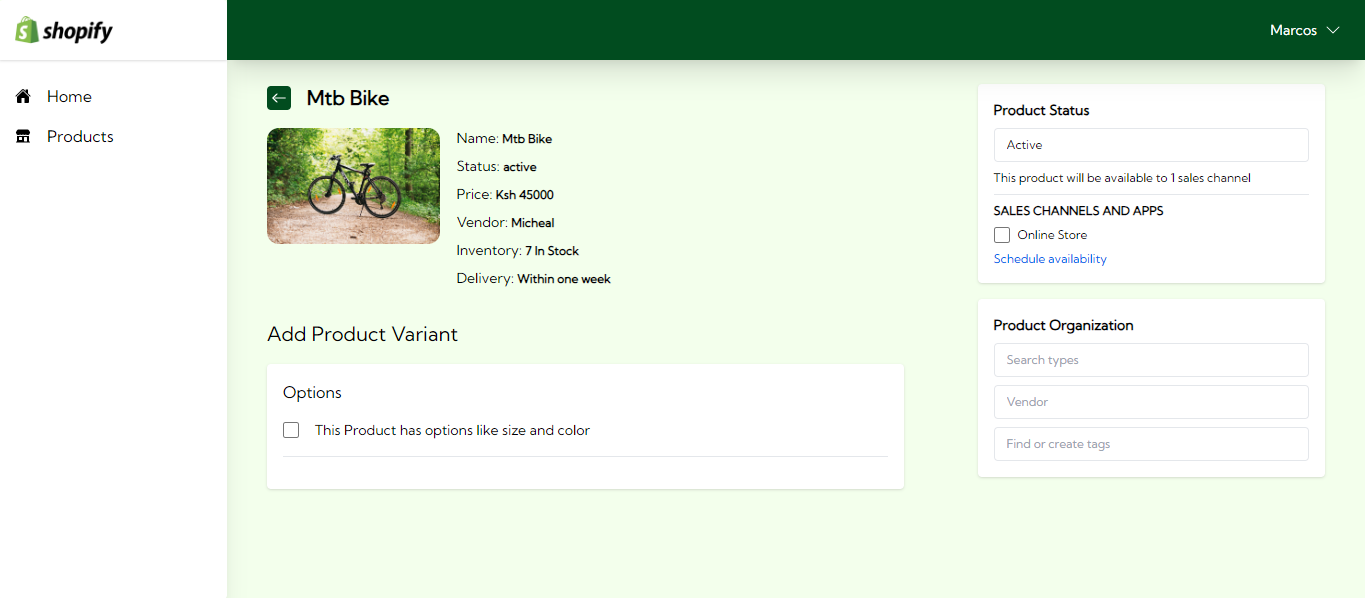 shopify
Marcos
Home
Products
Mtb Bike
Name: Mtb Bike
Status: active
Price: Ksh 45000
Vendor: Micheal
Inventory: 7 In Stock
Delivery: Within one week
Add Product Variant
Options
This Product has options like size and color
Product Status
Active
This product will be available to 1 sales channel
SALES CHANNELS AND APPS
Online Store
Schedule availability
Product Organization
Search types
Vendor
Find or create tags